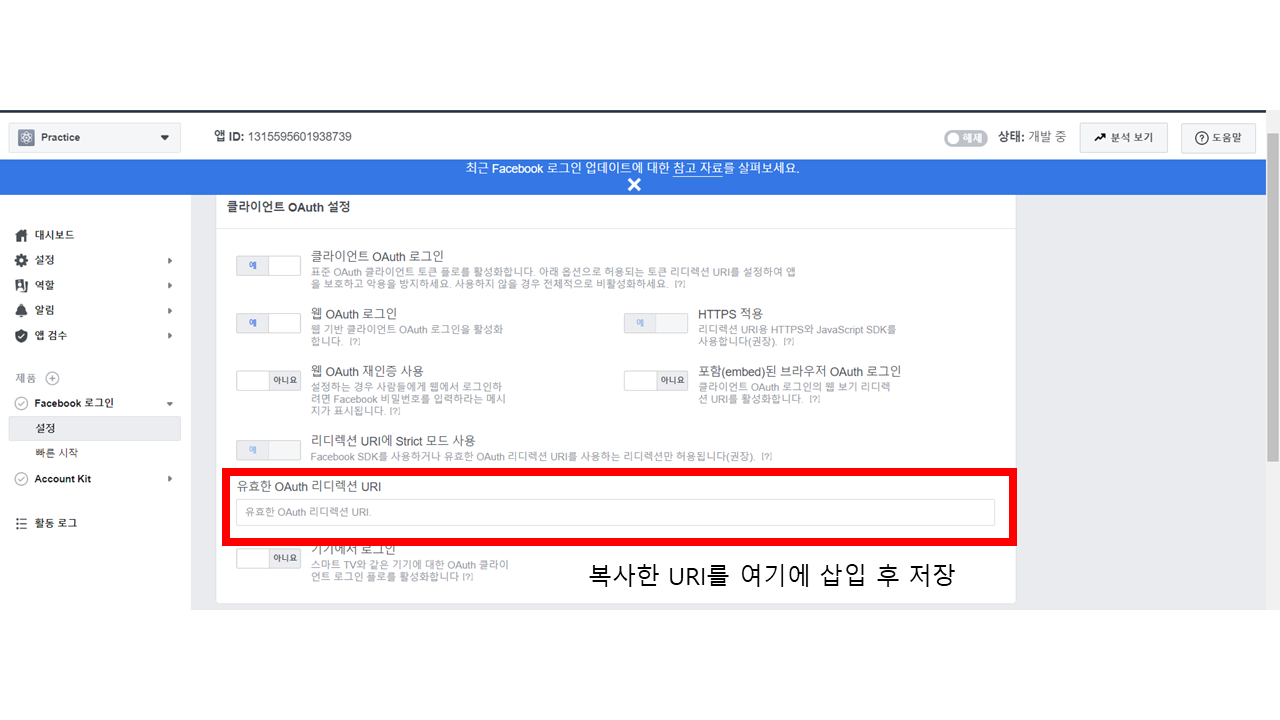 Practice
앱 ID: 1315595601938739
해제
상태: 개발 중
분석 보기
도움말
최근 Facebook 로그인 업데이트에 대한 참고 자료를 살펴보세요.
대시보드
설정
역할
알림
앱 검수
제품
Facebook 로그인
설정
빠른 시작
Account Kit
활동 로그
클라이언트 OAuth 설정
예
클라이언트 OAuth 로그인
표준 OAuth 클라이언트 토큰 플로를 활성화합니다. 아래 옵션으로 허용되는 토큰 리디렉션 URI를 설정하여 앱
을 보호하고 악용을 방지하세요. 사용하지 않을 경우 전체적으로 비활성화하세요. [?]
예
웹 OAuth 로그인
웹 기반 클라이언트 OAuth 로그인을 활성화
합니다. [?]
예
HTTPS 적용
리디렉션 URI용 HTTPS와 JavaScript SDK를
사용합니다(권장). [?]
아니요
웹 OAuth 재인증 사용
설정하는 경우 사람들에게 웹에서 로그인하
려면 Facebook 비밀번호를 입력하라는 메시
지가 표시됩니다. [?]
아니요
포함(embed)된 브라우저 OAuth 로그인
클라이언트 OAuth 로그인의 웹 보기 리디렉
션 URI를 활성화합니다. [?]
예
리디렉션 URI에 Strict 모드 사용
Facebook SDK를 사용하거나 유효한 OAuth 리디렉션 URI를 사용하는 리디렉션만 허용됩니다(권장). [?]
유효한 OAuth 리디렉션 URI
유효한 OAuth 리디렉션 URI.
아니요
기기에서 로그인
스마트 TV와 같은 기기에 대한 OAuth 클라이
언트 로그인 플로를 활성화합니다 [?]
복사한 URI를 여기에 삽입 후 저장